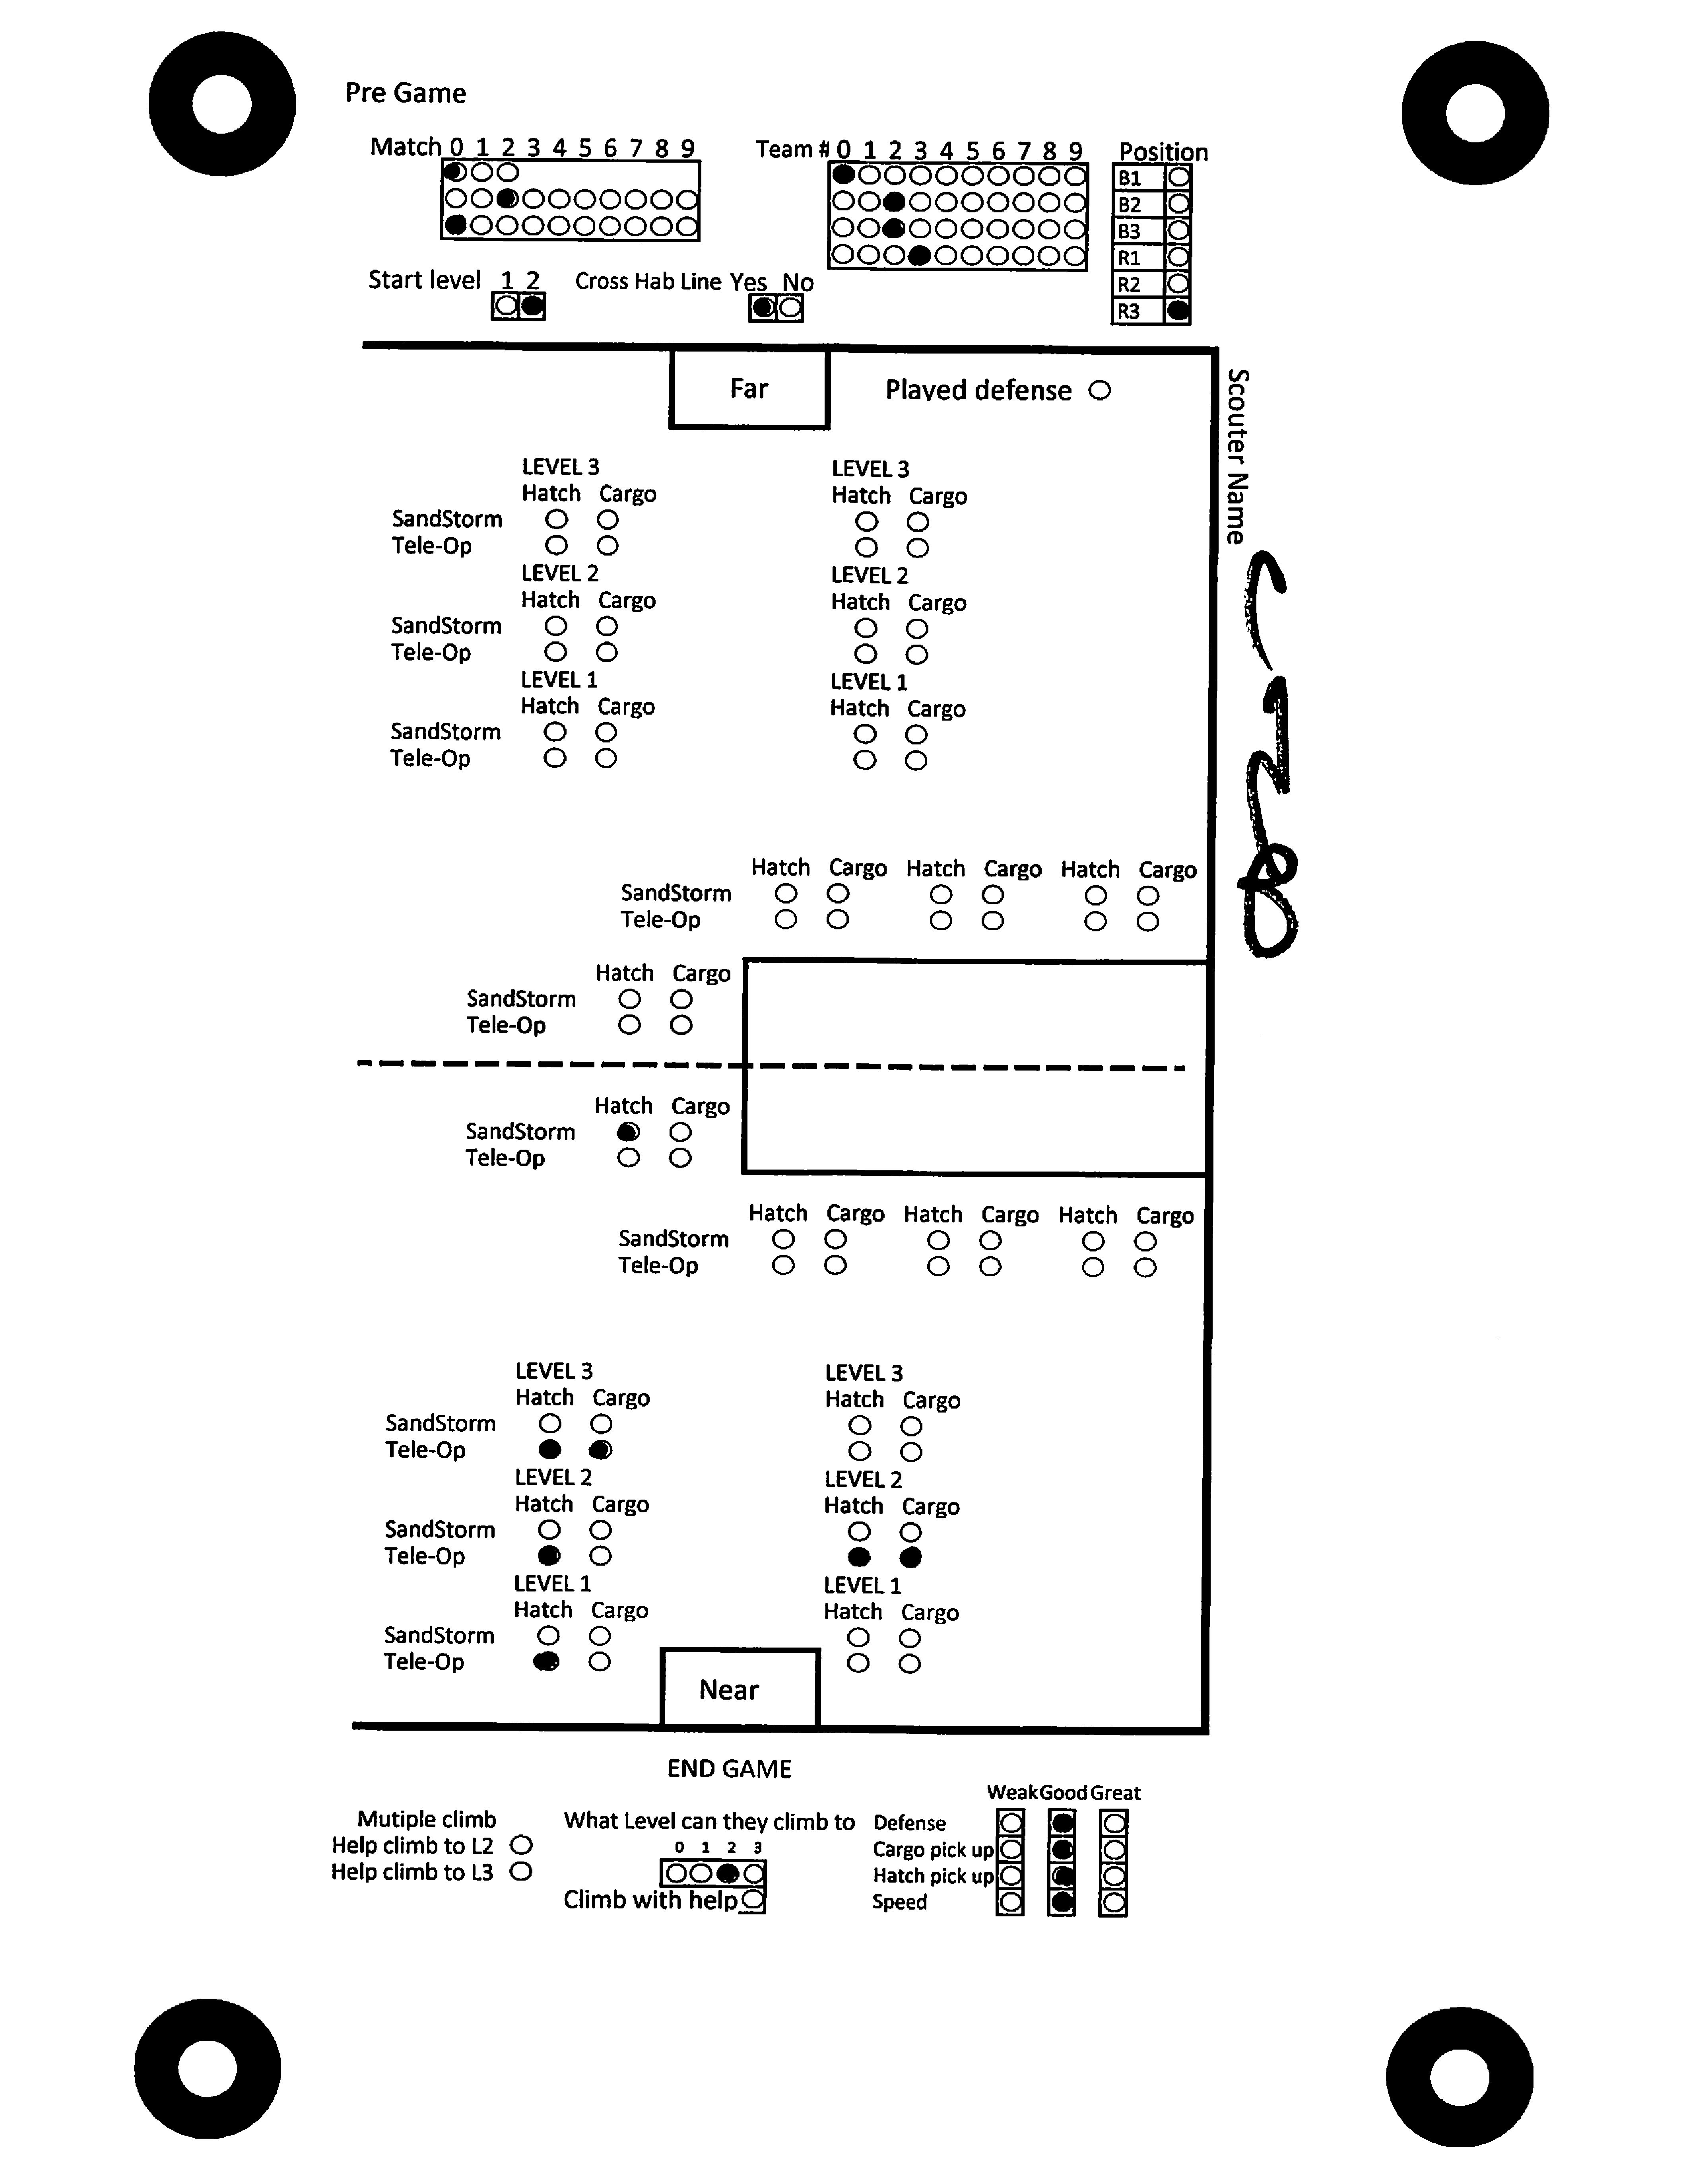 Pre Game
Match 0 1 2 3 4 5 6 7 8 9
Team # 0 1 2 3 4 5 6 7 8 9
Position
B1
B2
B3
R1
R2
R3
Start level 1 2
Cross Hab Line Yes No
Far
Played defense
Scouter Name
LEVEL 3 LEVEL 3
Hatch Cargo Hatch Cargo
SandStorm
Tele-Op
LEVEL 2 LEVEL 2
Hatch Cargo Hatch Cargo
SandStorm
Tele-Op
LEVEL 1 LEVEL 1
Hatch Cargo Hatch Cargo
SandStorm
Tele-Op
Hatch Cargo Hatch Cargo Hatch Cargo
SandStorm
Tele-Op
Hatch Cargo
SandStorm
Tele-Op
Hatch Cargo
SandStorm
Tele-Op
Hatch Cargo Hatch Cargo Hatch Cargo
SandStorm
Tele-Op
LEVEL 3 LEVEL 3
Hatch Cargo Hatch Cargo
SandStorm
Tele-Op
LEVEL 2 LEVEL 2
Hatch Cargo Hatch Cargo
SandStorm
Tele-Op
LEVEL 1 LEVEL 1
Hatch Cargo Hatch Cargo
SandStorm
Tele-Op
Near
END GAME
Mutiple climb
Help climb to L2
Help climb to L3
What Level can they climb to
0 1 2 3
Climb with help
Weak Good Great
Defense
Cargo pick up
Hatch pick up
Speed